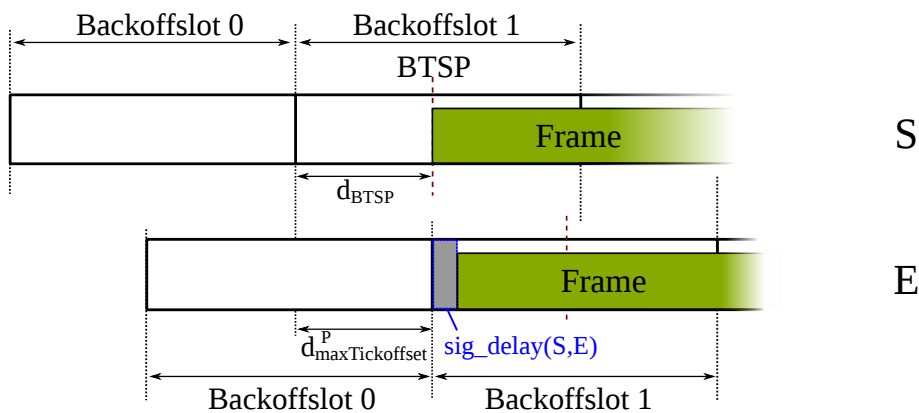 Backoffslot 0 Backoffslot 1
BTSP
Frame
S
d_BTSP
Frame
E
d^P_maxTickoffset
sig_delay(S,E)
Backoffslot 0 Backoffslot 1